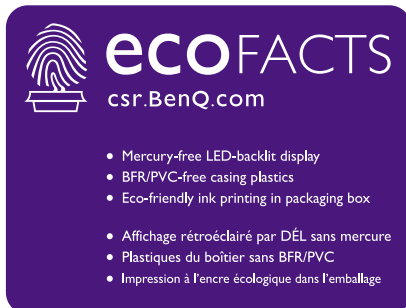 ecoFACTS
csr.BenQ.com
• Mercury-free LED-backlit display
• BFR/PVC-free casing plastics
• Eco-friendly ink printing in packaging box
• Affichage rétroéclairé par DÉL sans mercure
• Plastiques du boîtier sans BFR/PVC
• Impression à l'encre écologique dans l'emballage